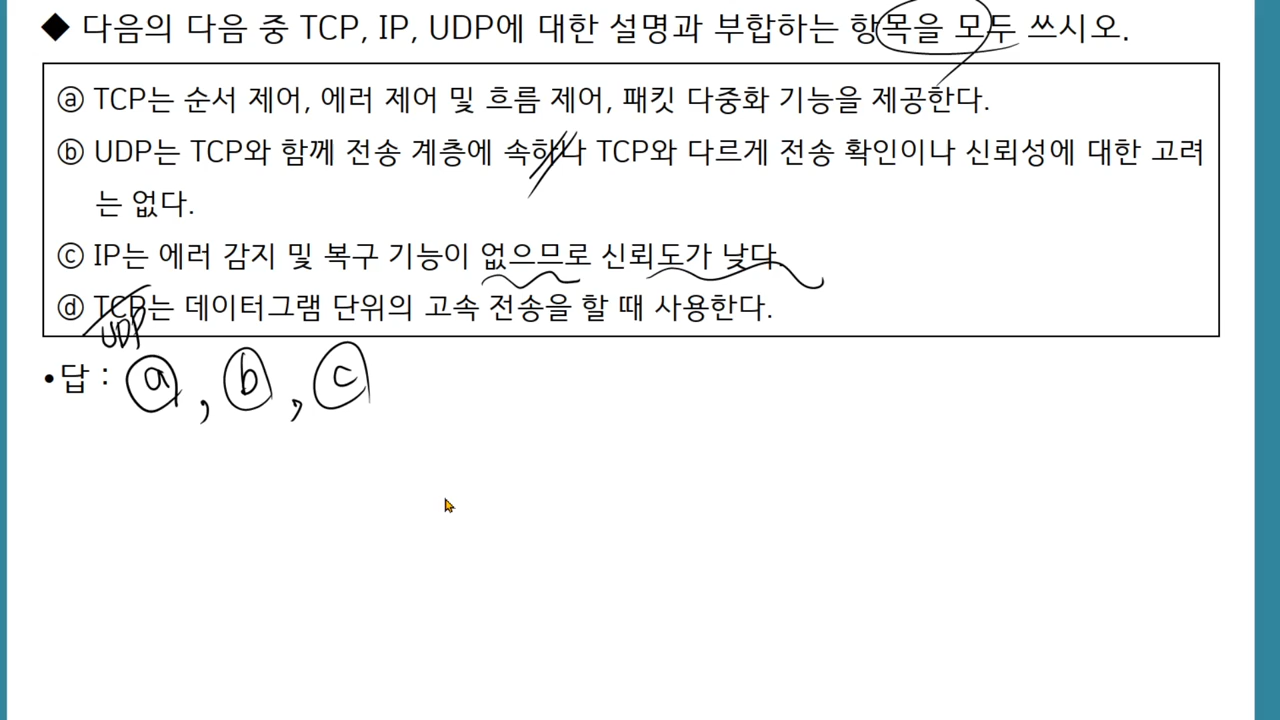 ◆ 다음의 다음 중 TCP, IP, UDP에 대한 설명과 부합하는 항목을 모두 쓰시오.
ⓐ TCP는 순서 제어, 에러 제어 및 흐름 제어, 패킷 다중화 기능을 제공한다.
ⓑ UDP는 TCP와 함께 전송 계층에 속하나 TCP와 다르게 전송 확인이나 신뢰성에 대한 고려
는 없다.
ⓒ IP는 에러 감지 및 복구 기능이 없으므로 신뢰도가 낮다.
ⓓ TCP는 데이터그램 단위의 고속 전송을 할 때 사용한다.
UDP
•답 : ⓐ, ⓑ, ⓒ